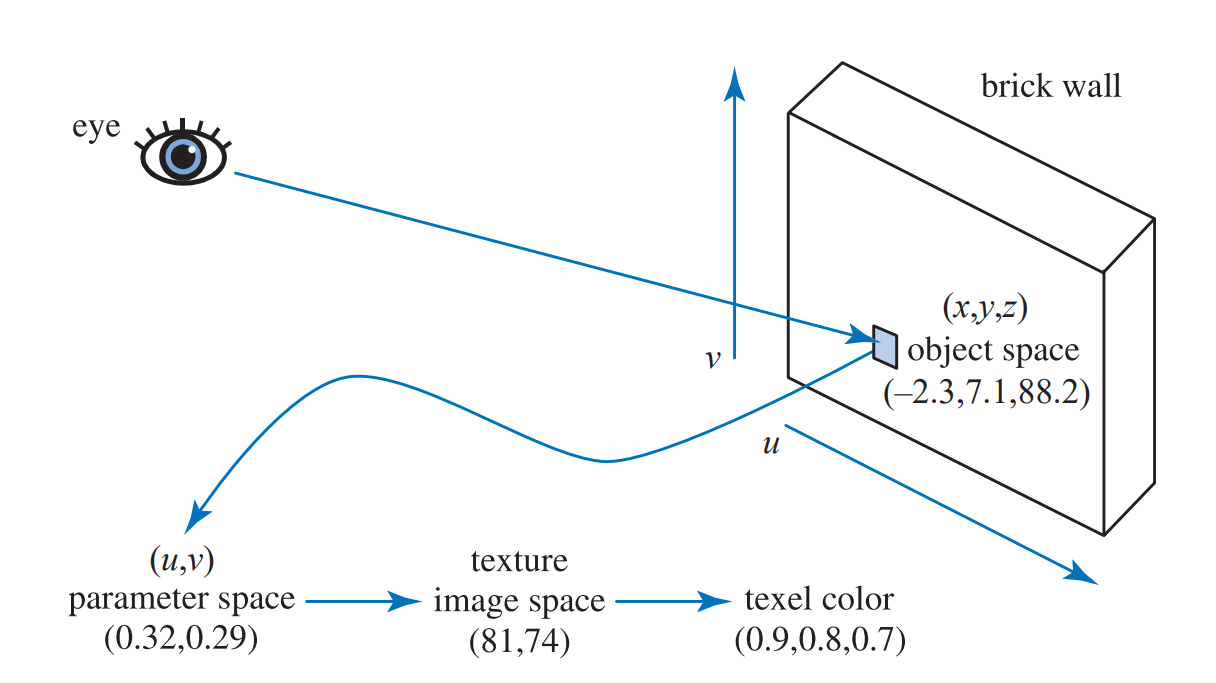 brick wall
eye
(x,y,z)
object space
(–2.3,7.1,88.2)
v
u
(u,v)
parameter space
(0.32,0.29)
texture
image space
(81,74)
texel color
(0.9,0.8,0.7)